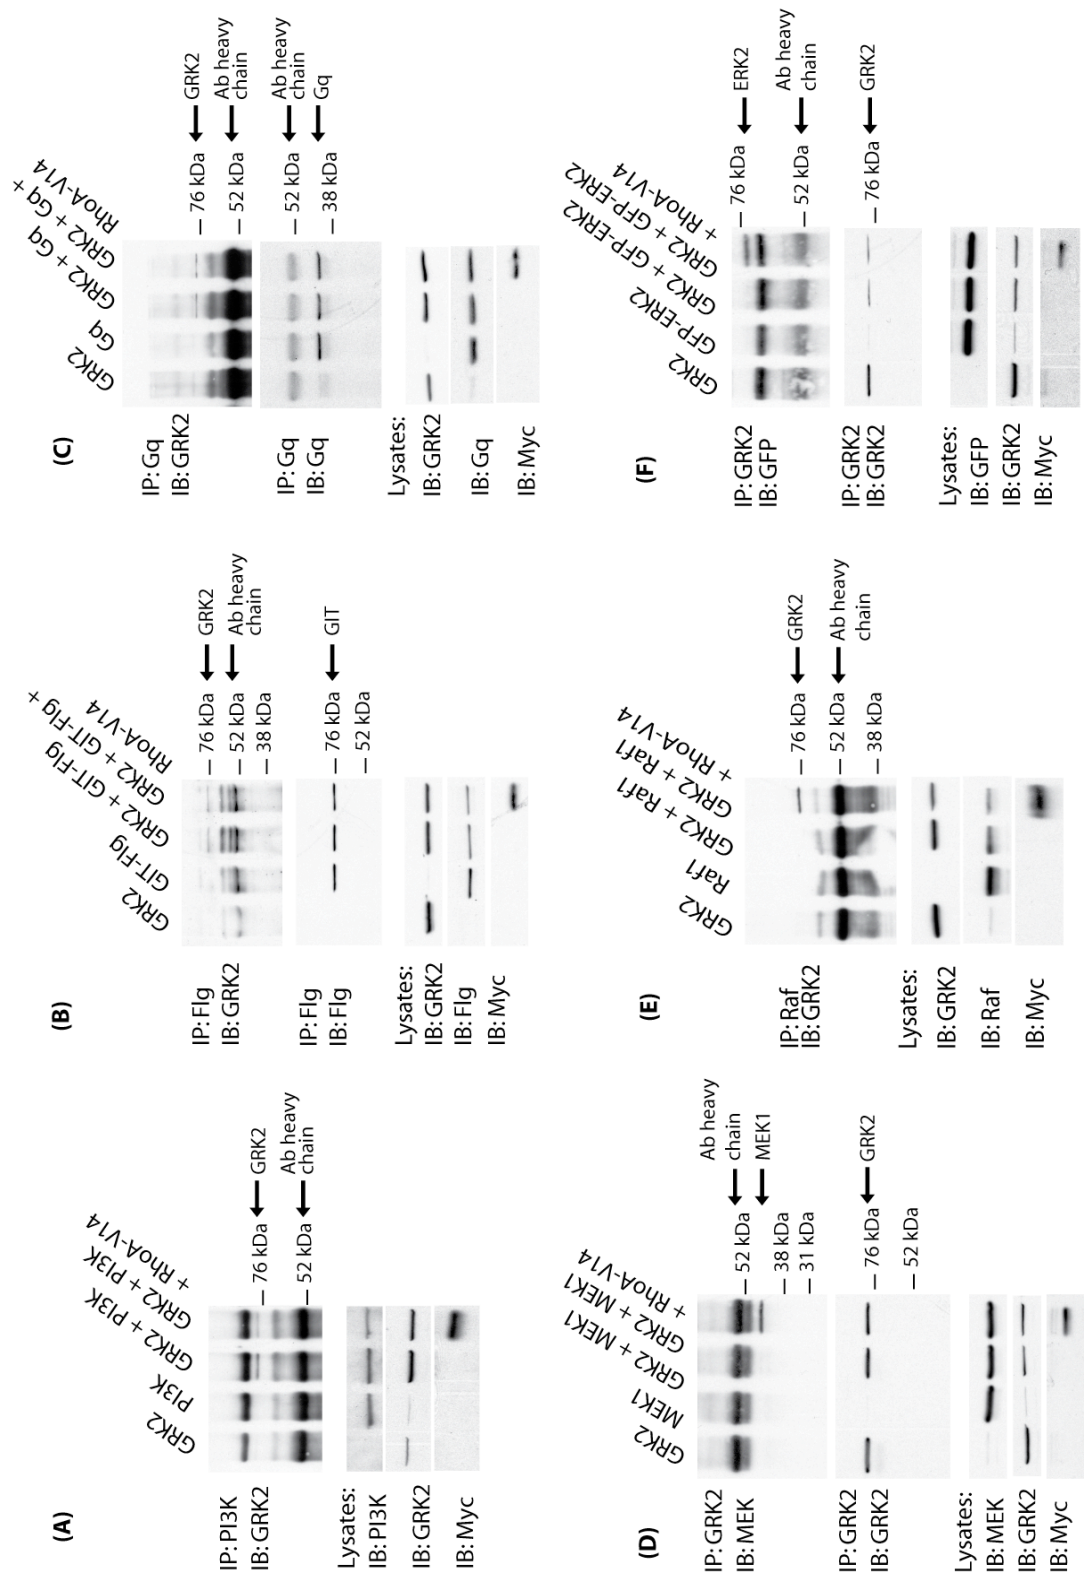 (A)
GRK2
PI3K
GRK2 + PI3K
GRK2 + PI3K
+ RhoA-V14
IP: PI3K
IB: GRK2
76 kDa
GRK2
52 kDa
Ab heavy
chain
Lysates:
IB: PI3K
IB: GRK2
IB: Myc
(B)
GRK2
GIT-Flg
GRK2 + GIT-Flg
GRK2 + GIT-Flg +
RhoA-V14
IP: Flg
IB: GRK2
76 kDa
GRK2
52 kDa
Ab heavy
chain
38 kDa
IP: Flg
IB: Flg
76 kDa
GIT
52 kDa
Lysates:
IB: GRK2
IB: Flg
IB: Myc
(C)
GRK2
Gq
GRK2 + Gq
GRK2 + Gq +
RhoA-V14
IP: Gq
IB: GRK2
76 kDa
GRK2
52 kDa
Ab heavy
chain
IP: Gq
IB: Gq
52 kDa
Ab heavy
chain
38 kDa
Gq
Lysates:
IB: GRK2
IB: Gq
IB: Myc
(D)
GRK2
MEK1
GRK2 + MEK1
GRK2 + MEK1
+ RhoA-V14
IP: GRK2
IB: MEK
52 kDa
Ab heavy
chain
MEK1
38 kDa
31 kDa
IP: GRK2
IB: GRK2
76 kDa
GRK2
52 kDa
Lysates:
IB: MEK
IB: GRK2
IB: Myc
(E)
GRK2
Raf1
GRK2 + Raf1
GRK2 + Raf1
+ RhoA-V14
IP: Raf
IB: GRK2
76 kDa
GRK2
52 kDa
Ab heavy
chain
38 kDa
Lysates:
IB: GRK2
IB: Raf
IB: Myc
(F)
GRK2
GFP-ERK2
GRK2 + GFP-ERK2
GRK2 + GFP-ERK2
+ RhoA-V14
IP: GRK2
IB: GFP
76 kDa
ERK2
52 kDa
Ab heavy
chain
IP: GRK2
IB: GRK2
76 kDa
GRK2
Lysates:
IB: GFP
IB: GRK2
IB: Myc